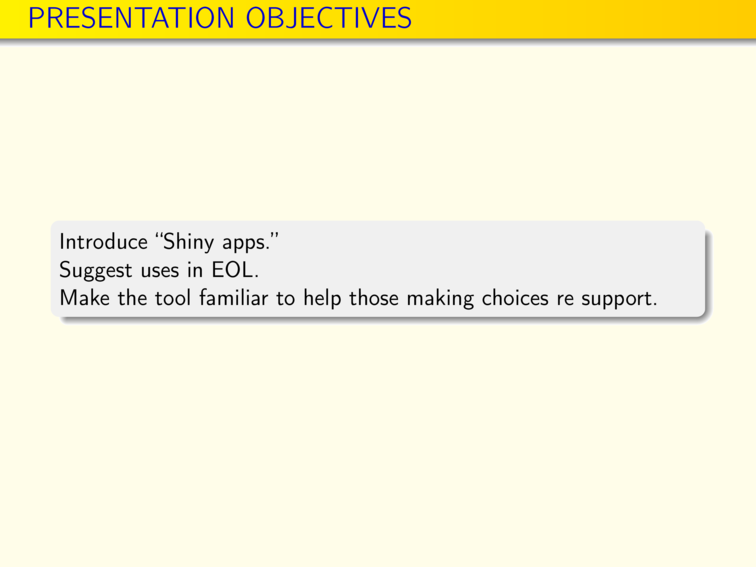 PRESENTATION OBJECTIVES
Introduce “Shiny apps.”
Suggest uses in EOL.
Make the tool familiar to help those making choices re support.